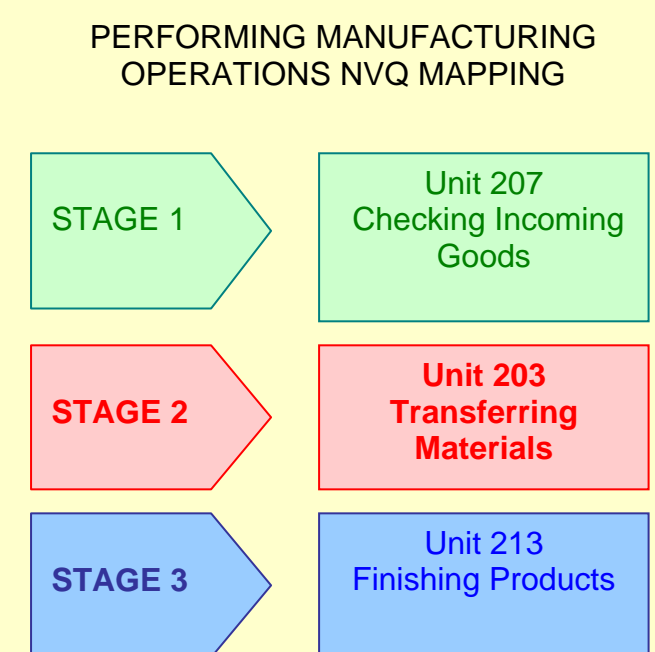 PERFORMING MANUFACTURING
OPERATIONS NVQ MAPPING
STAGE 1
Unit 207
Checking Incoming
Goods
STAGE 2
Unit 203
Transferring
Materials
STAGE 3
Unit 213
Finishing Products